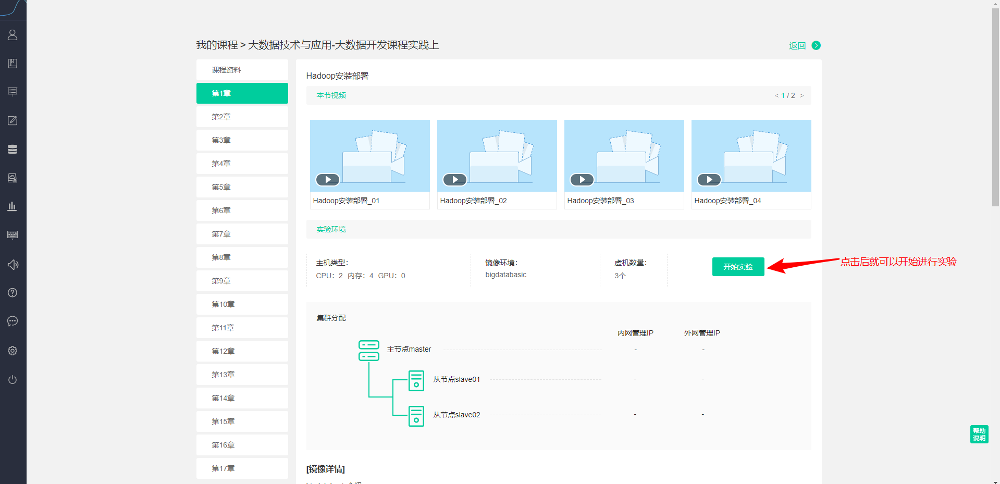 我的课程 > 大数据技术与应用-大数据开发课程实践上
返回
课程资料
第1章
第2章
第3章
第4章
第5章
第6章
第7章
第8章
第9章
第10章
第11章
第12章
第13章
第14章
第15章
第16章
第17章
Hadoop安装部署
本节视频
< 1 / 2 >
Hadoop安装部署_01
Hadoop安装部署_02
Hadoop安装部署_03
Hadoop安装部署_04
实验环境
主机类型:
CPU: 2 内存: 4 GPU: 0
镜像环境:
bigdatabasic
虚机数量:
3个
开始实验
点击后就可以开始进行实验
集群分配
内网管理IP 外网管理IP
主节点master - -
从节点slave01 - -
从节点slave02 - -
帮助
说明
[镜像详情]